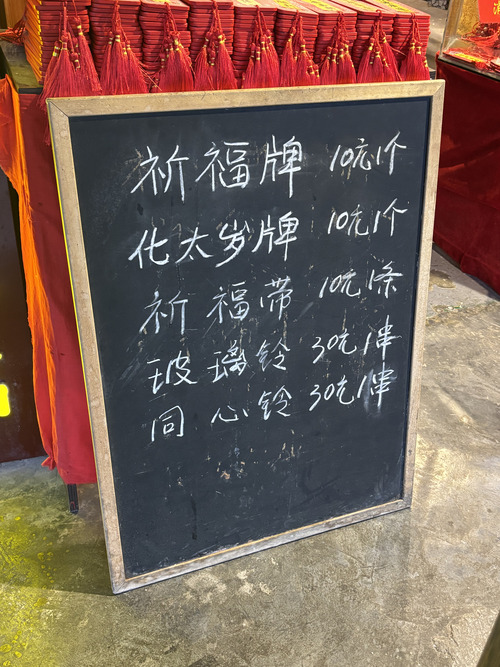 祈福牌 10元1个
化太岁牌 10元1个
祈福带 10元1条
玻璃铃 30元1串
同心铃 30元1串